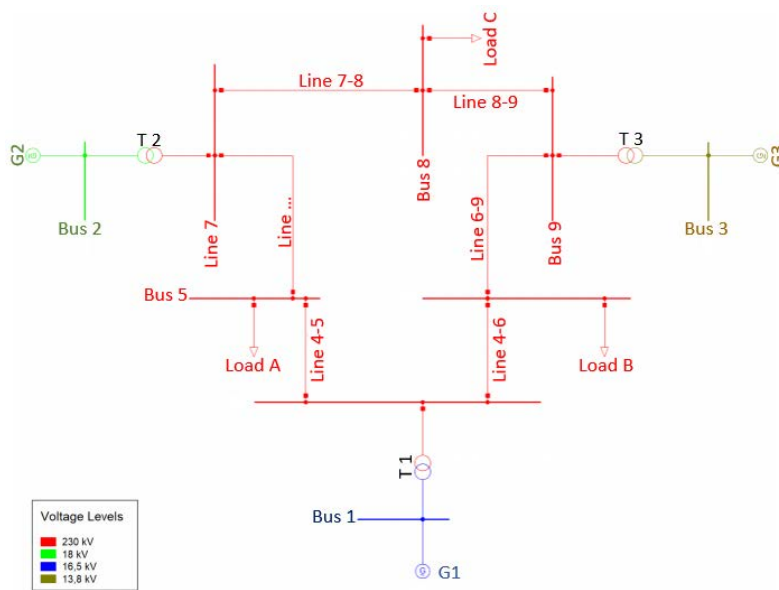 Load C
Line 7-8
Line 8-9
G2
T 2
T 3
G3
Bus 8
Bus 2
Line 7
Line ...
Line 6-9
Bus 9
Bus 3
Bus 5
Load A
Line 4-5
Line 4-6
Load B
T 1
Bus 1
G1
Voltage Levels
230 kV
18 kV
16,5 kV
13,8 kV